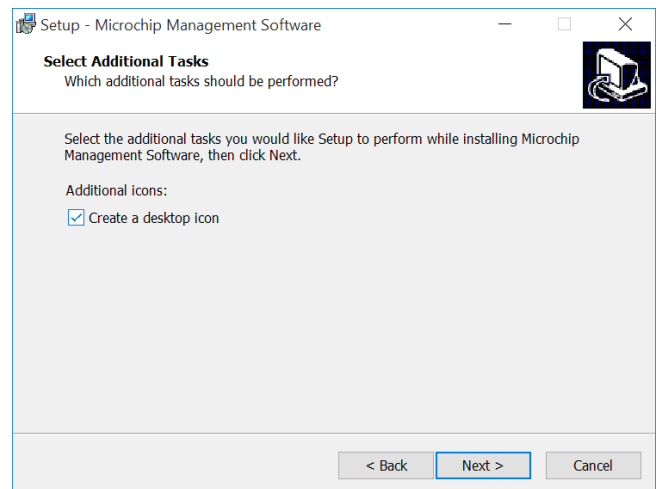 Setup - Microchip Management Software
Select Additional Tasks
Which additional tasks should be performed?
Select the additional tasks you would like Setup to perform while installing Microchip
Management Software, then click Next.
Additional icons:
Create a desktop icon
< Back
Next >
Cancel